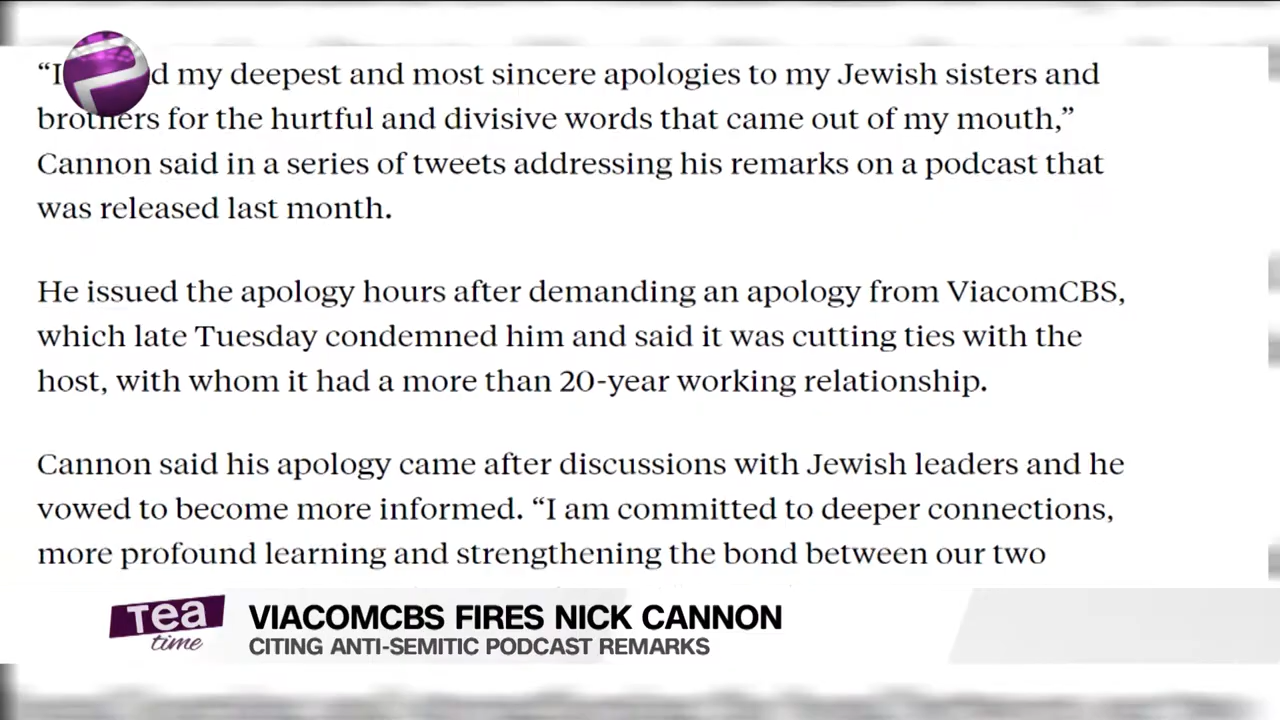 “I d my deepest and most sincere apologies to my Jewish sisters and
brothers for the hurtful and divisive words that came out of my mouth,”
Cannon said in a series of tweets addressing his remarks on a podcast that
was released last month.
He issued the apology hours after demanding an apology from ViacomCBS,
which late Tuesday condemned him and said it was cutting ties with the
host, with whom it had a more than 20-year working relationship.
Cannon said his apology came after discussions with Jewish leaders and he
vowed to become more informed. “I am committed to deeper connections,
more profound learning and strengthening the bond between our two
Tea
time
VIACOMCBS FIRES NICK CANNON
CITING ANTI-SEMITIC PODCAST REMARKS